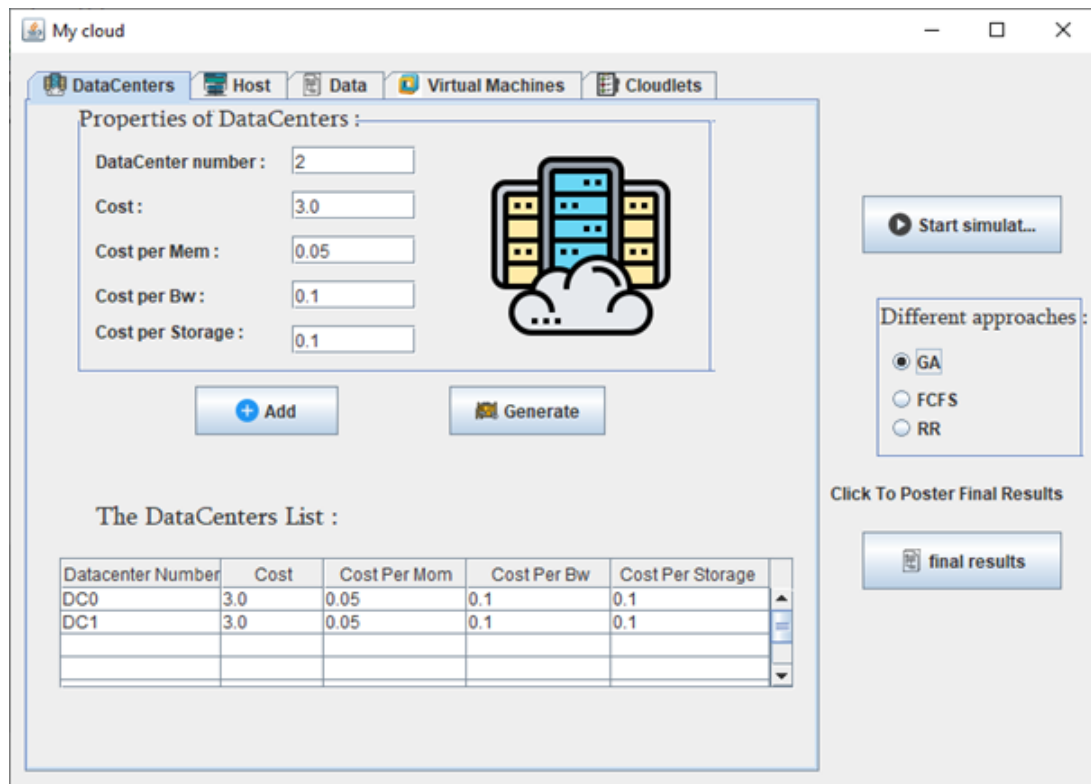 My cloud
DataCenters Host Data Virtual Machines Cloudlets
Properties of DataCenters :
DataCenter number : 2
Cost : 3.0
Cost per Mem : 0.05
Cost per Bw : 0.1
Cost per Storage : 0.1
Add Generate
The DataCenters List :
Datacenter Number Cost Cost Per Mom Cost Per Bw Cost Per Storage
DC0 3.0 0.05 0.1 0.1
DC1 3.0 0.05 0.1 0.1
Start simulat...
Different approaches :
GA
FCFS
RR
Click To Poster Final Results
final results